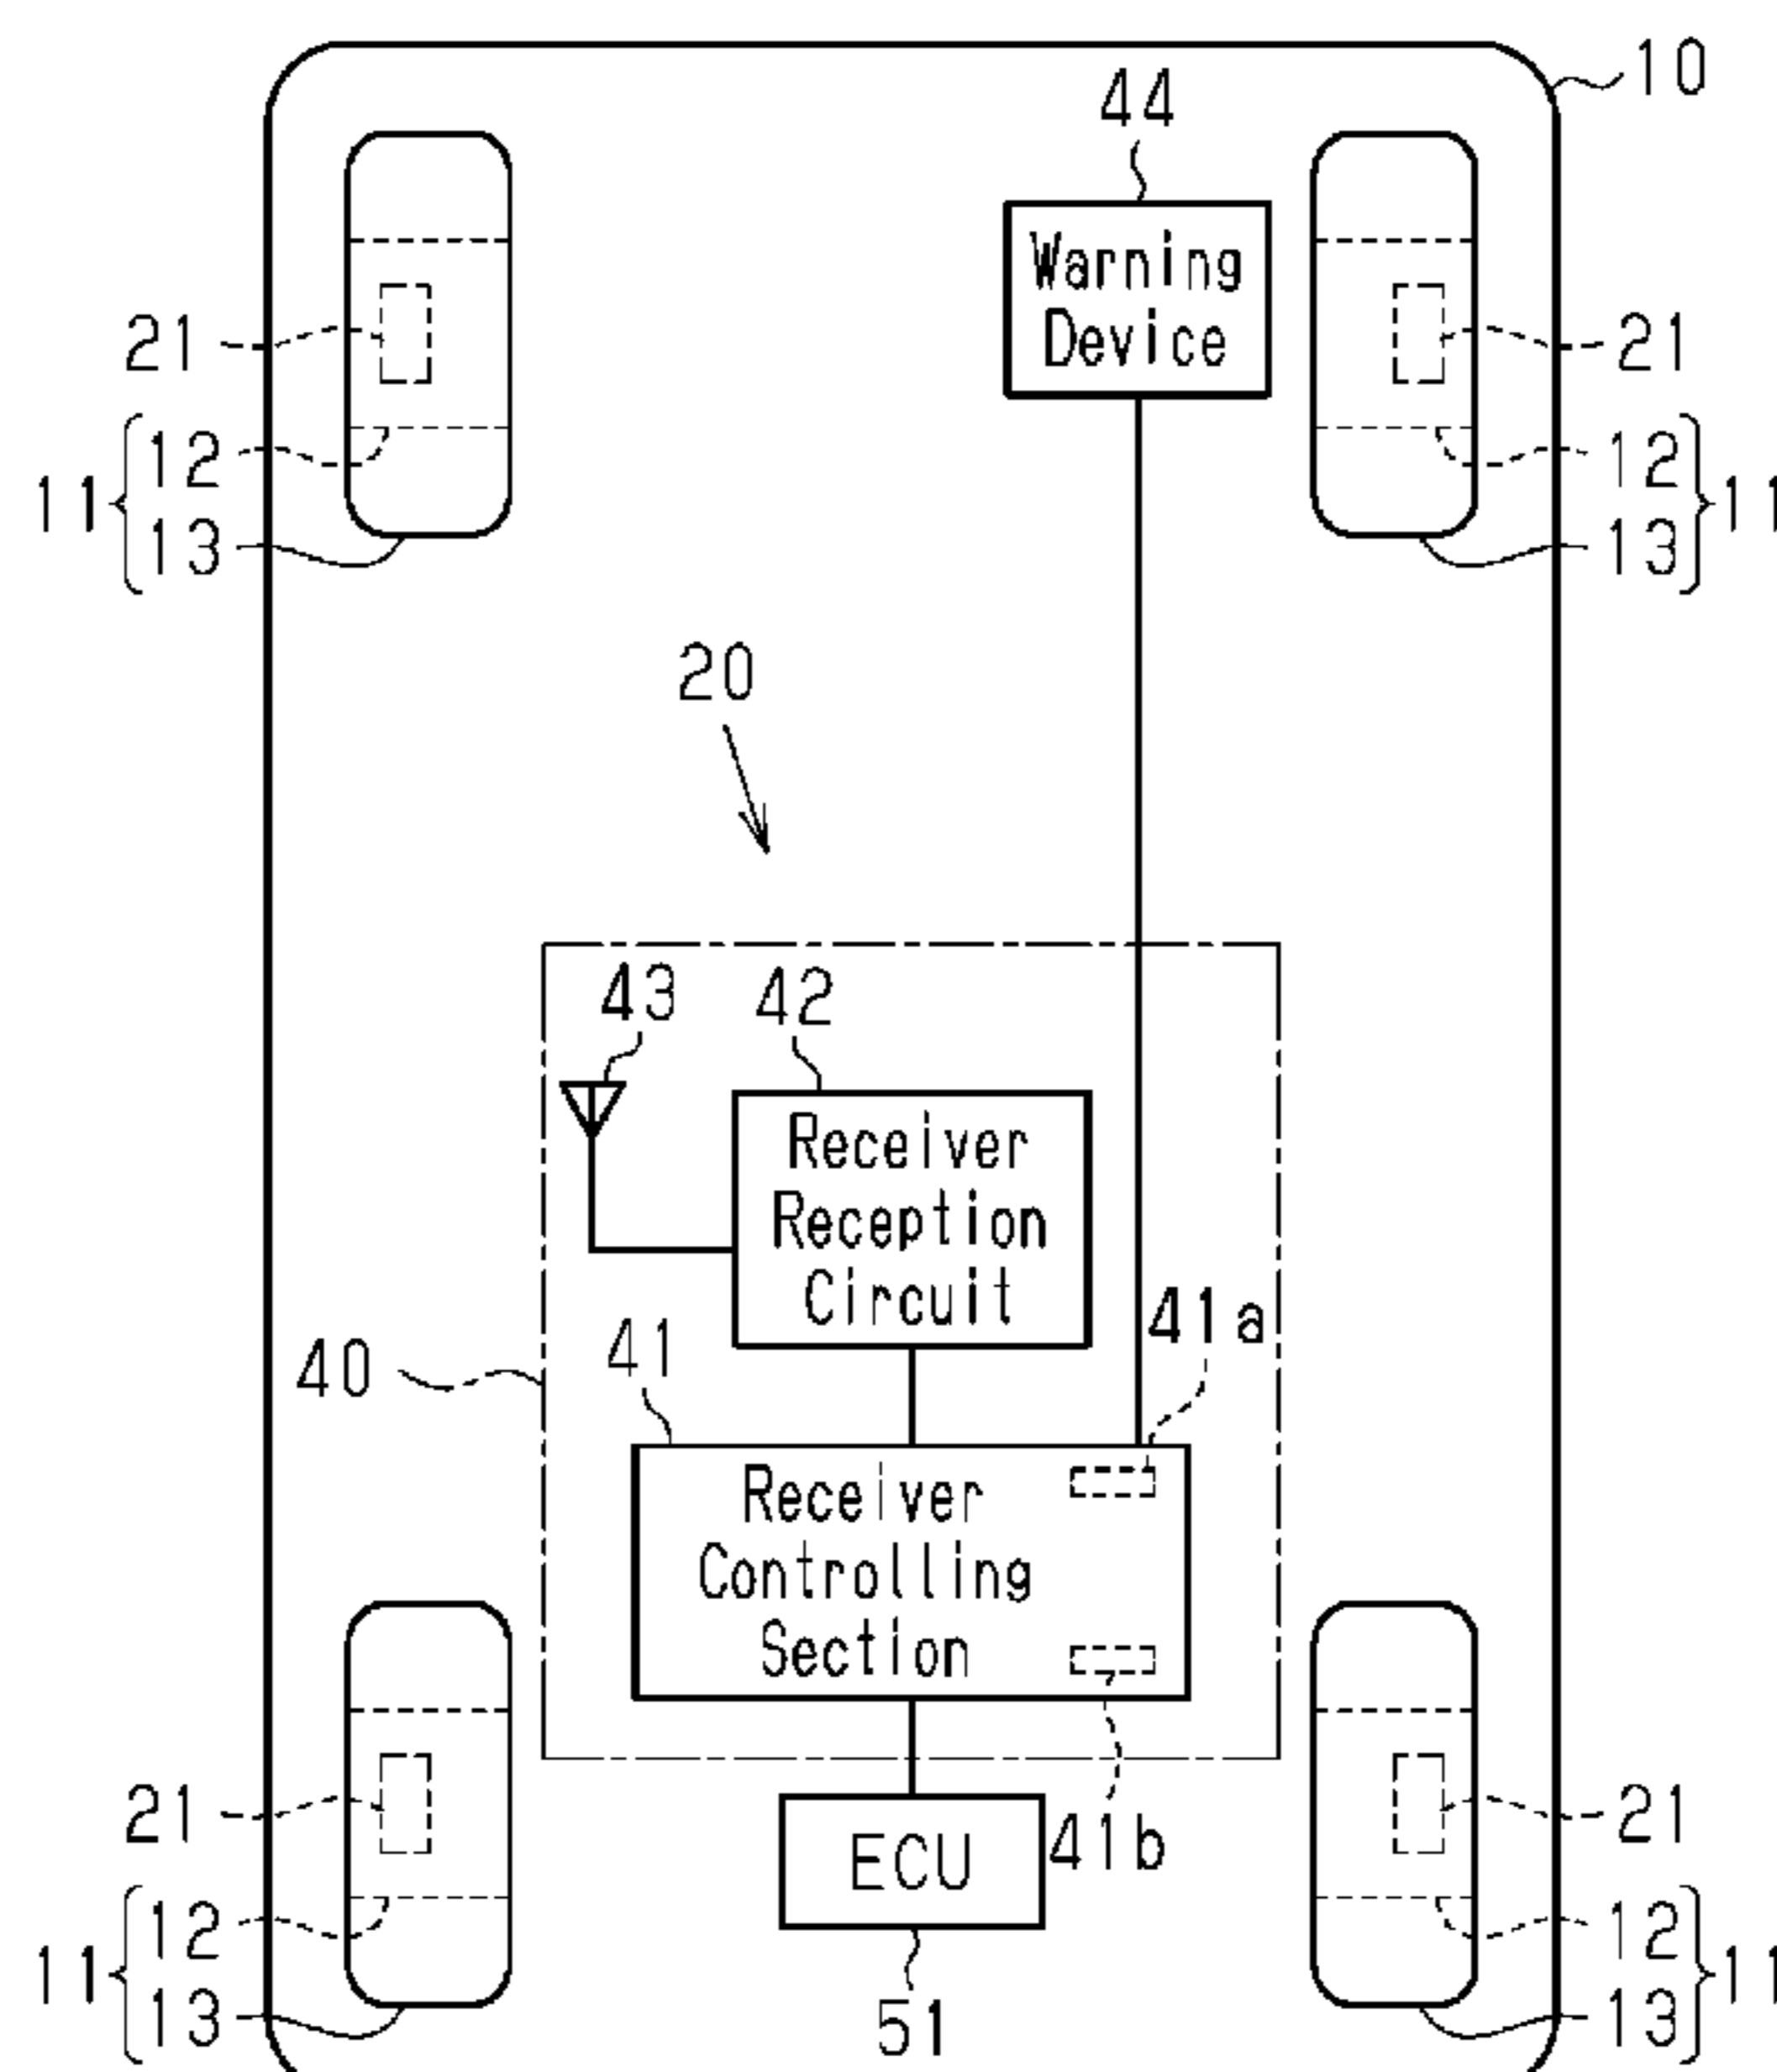 10
44
Warning
Device
21
21
11
12
13
12
13
11
20
43
42
Receiver
Reception
Circuit
41a
40
41
Receiver
Controlling
Section
21
21
41b
ECU
11
12
13
12
13
11
51